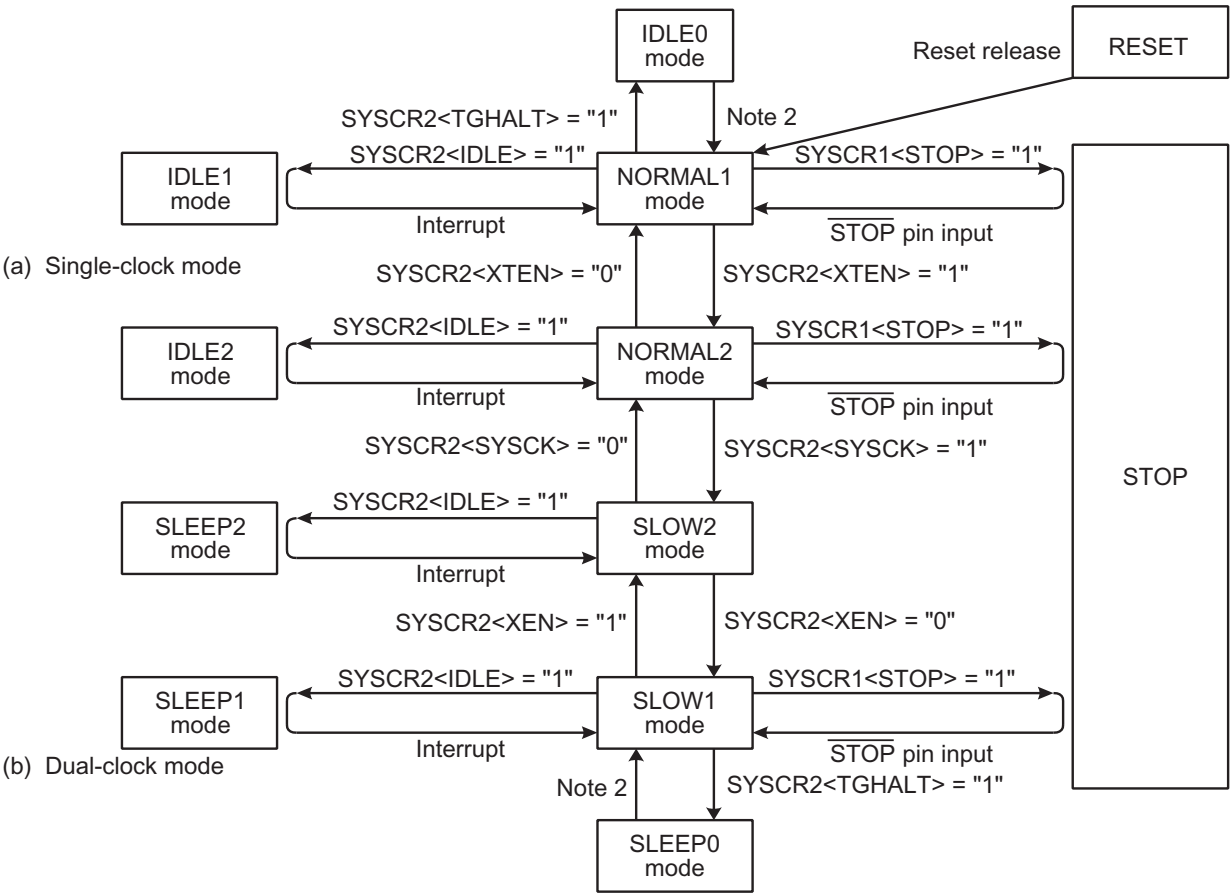 IDLE0
mode
Reset release
RESET
SYSCR2<TGHALT> = "1"
Note 2
IDLE1
mode
SYSCR2<IDLE> = "1"
Interrupt
NORMAL1
mode
SYSCR1<STOP> = "1"
STOP pin input
(a) Single-clock mode
SYSCR2<XTEN> = "0"
SYSCR2<XTEN> = "1"
IDLE2
mode
SYSCR2<IDLE> = "1"
Interrupt
NORMAL2
mode
SYSCR1<STOP> = "1"
STOP pin input
SYSCR2<SYSCK> = "0"
SYSCR2<SYSCK> = "1"
STOP
SLEEP2
mode
SYSCR2<IDLE> = "1"
Interrupt
SLOW2
mode
SYSCR2<XEN> = "1"
SYSCR2<XEN> = "0"
SLEEP1
mode
SYSCR2<IDLE> = "1"
Interrupt
SLOW1
mode
SYSCR1<STOP> = "1"
STOP pin input
(b) Dual-clock mode
Note 2
SYSCR2<TGHALT> = "1"
SLEEP0
mode